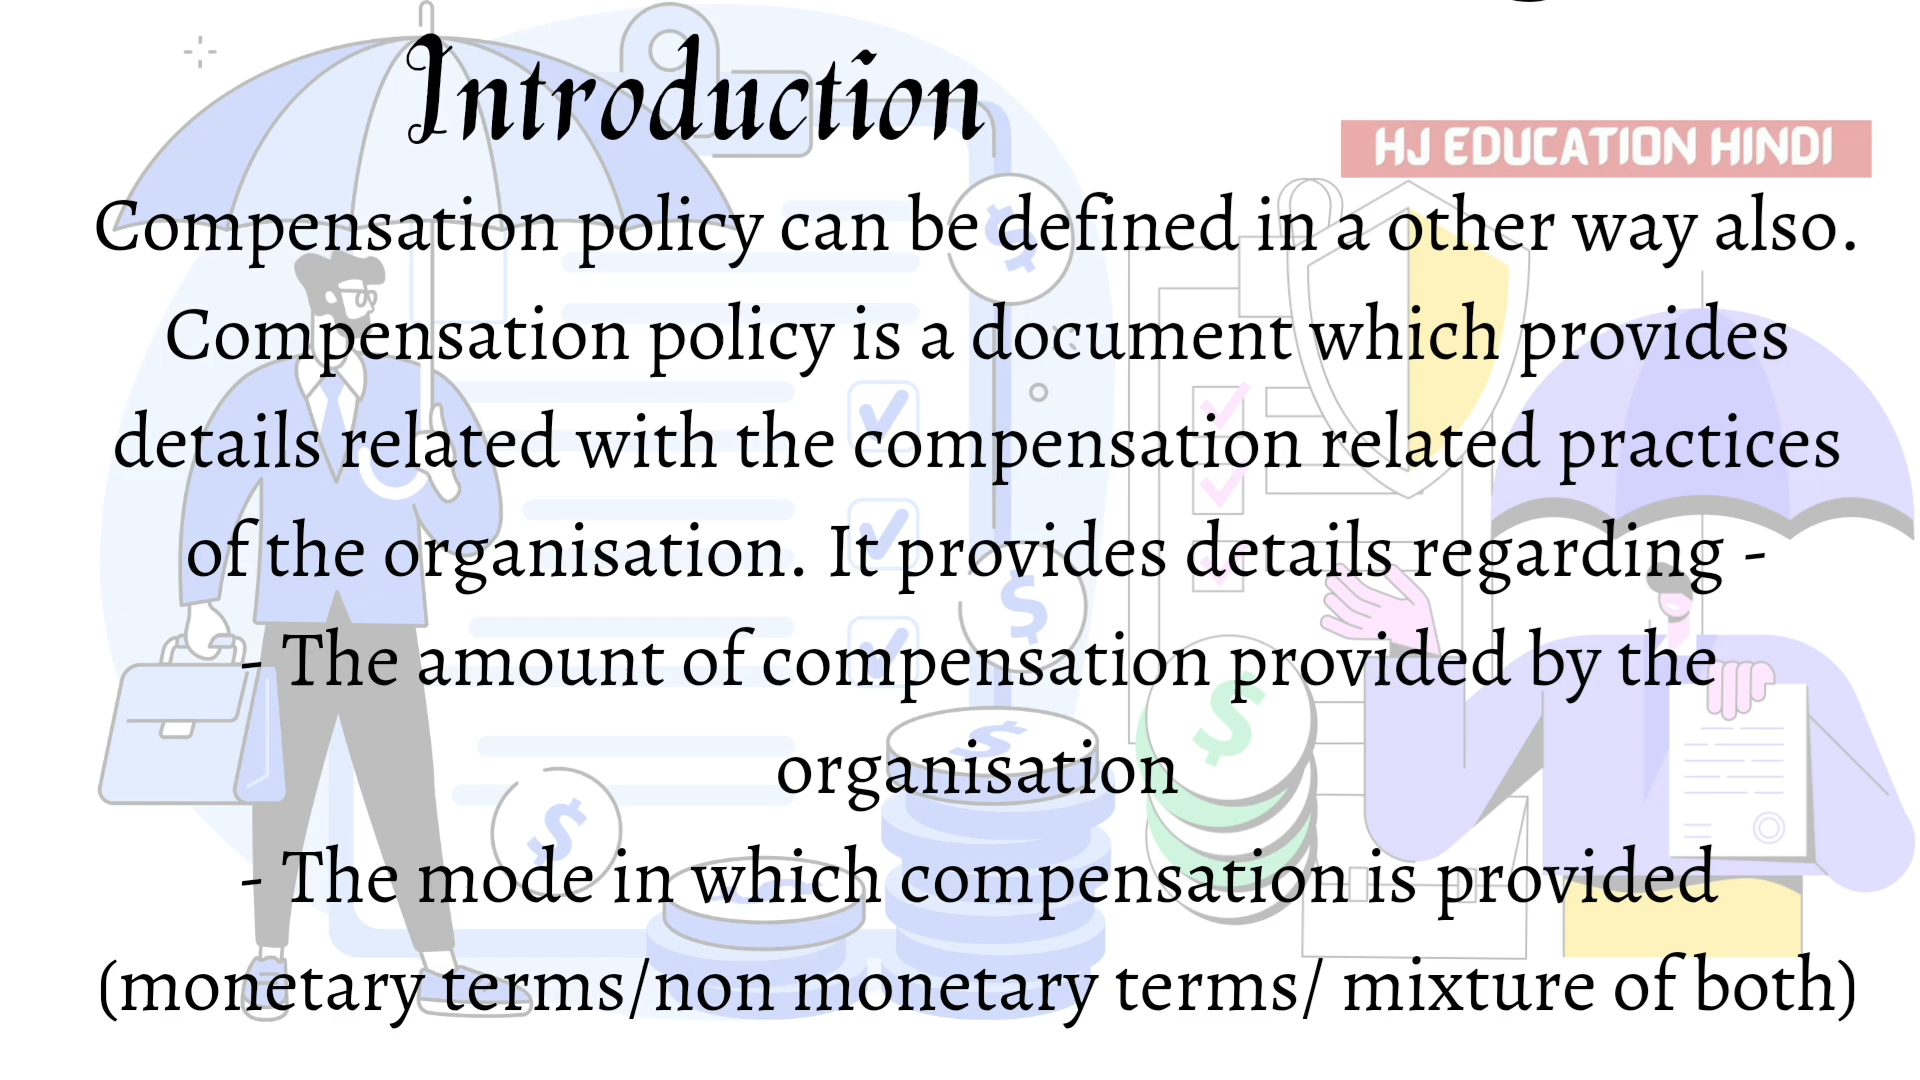 Introduction
HJ EDUCATION HINDI
Compensation policy can be defined in a other way also.
Compensation policy is a document which provides
details related with the compensation related practices
of the organisation. It provides details regarding -
- The amount of compensation provided by the
organisation
- The mode in which compensation is provided
(monetary terms/non monetary terms/ mixture of both)